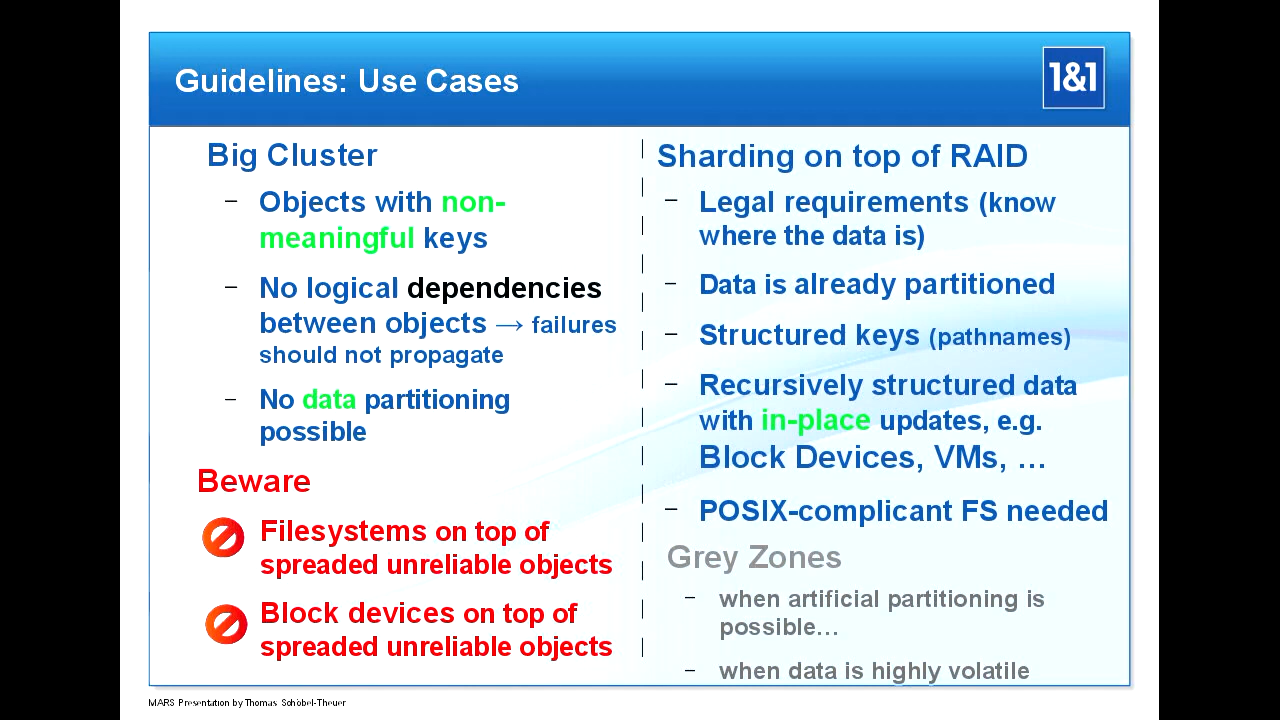 Guidelines: Use Cases
1&1
Big Cluster
– Objects with non-
meaningful keys
– No logical dependencies
between objects → failures
should not propagate
– No data partitioning
possible
Beware
Filesystems on top of
spreaded unreliable objects
Block devices on top of
spreaded unreliable objects
Sharding on top of RAID
– Legal requirements (know
where the data is)
– Data is already partitioned
– Structured keys (pathnames)
– Recursively structured data
with in-place updates, e.g.
Block Devices, VMs, …
– POSIX-complicant FS needed
Grey Zones
– when artificial partitioning is
possible…
– when data is highly volatile
MARS Presentation by Thomas Schöbel-Theuer